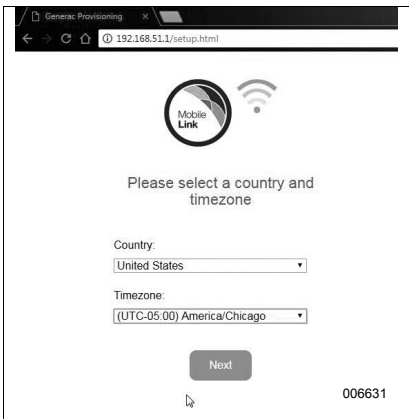 Generac Provisioning
192.168.51.1/setup.html
Mobile
Link
Please select a country and
timezone
Country:
United States
Timezone:
(UTC-05:00) America/Chicago
Next
006631